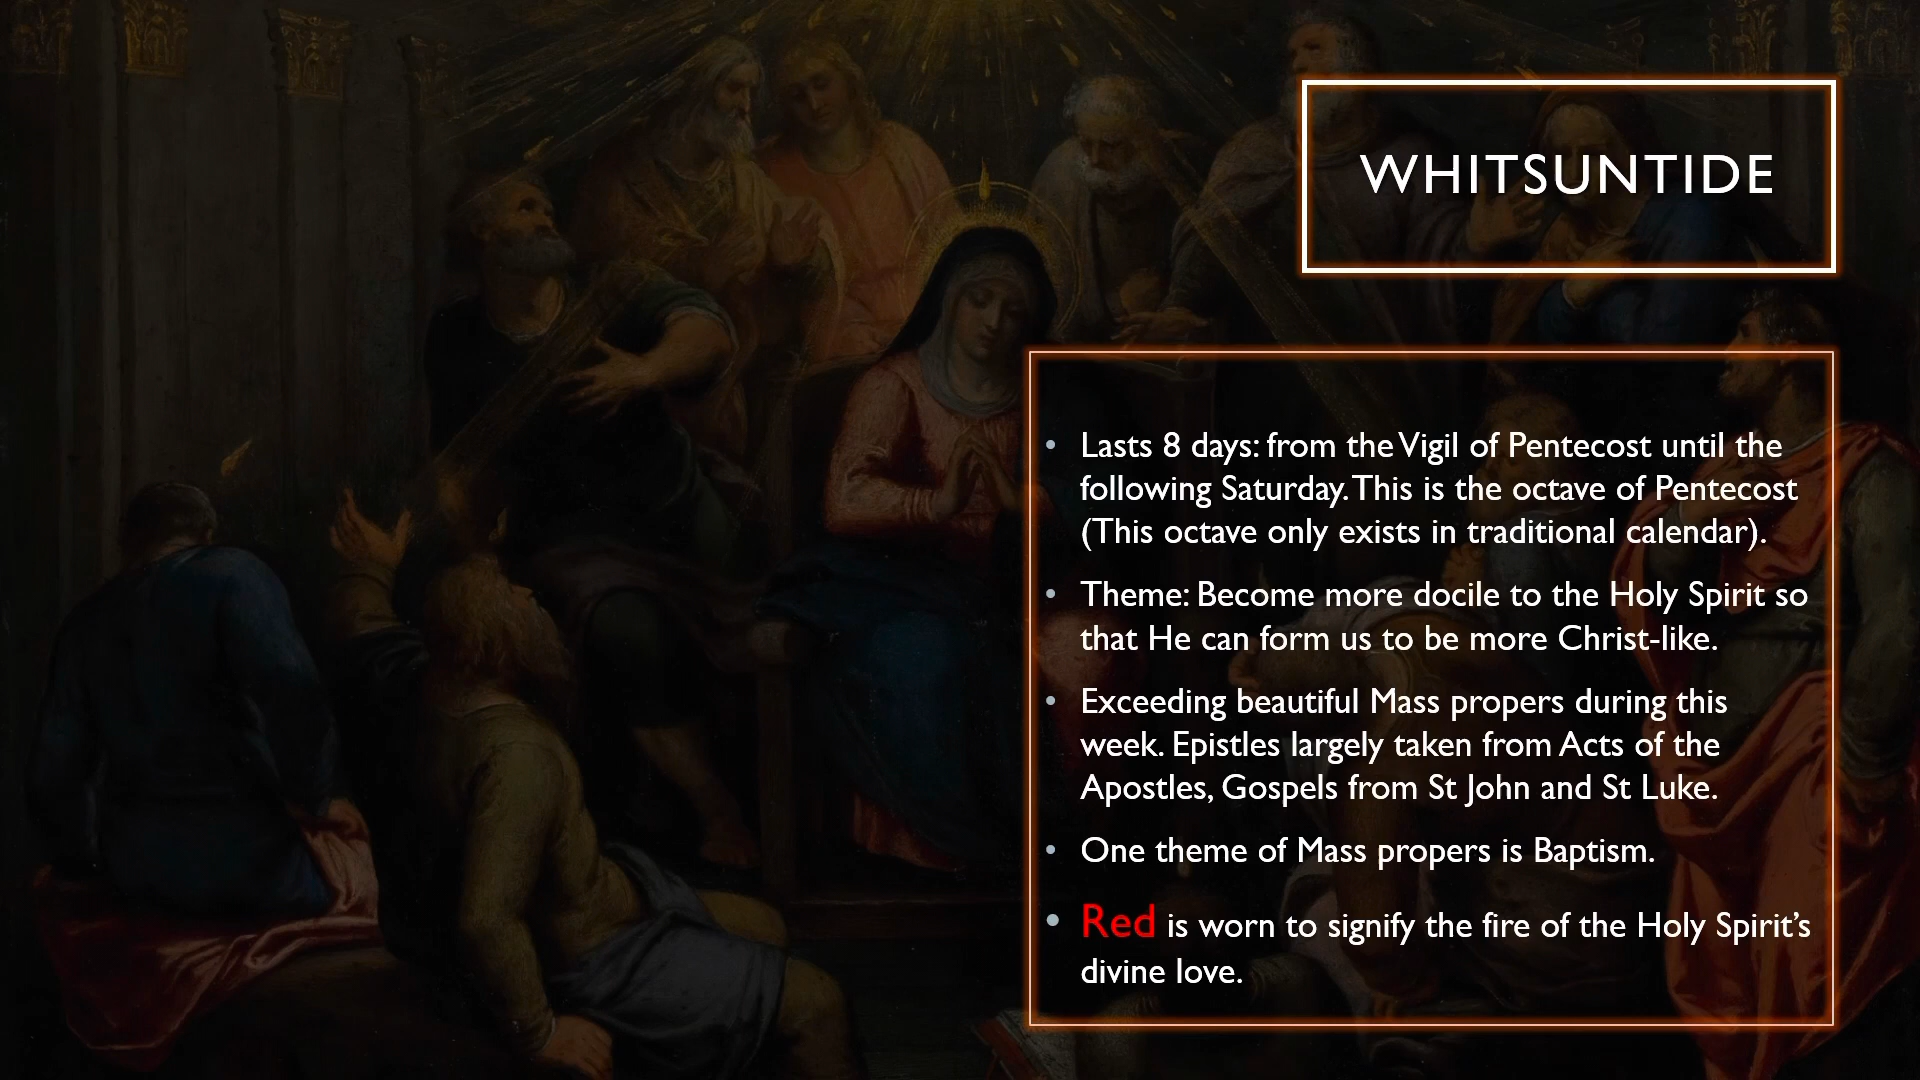 WHITSUNTIDE
• Lasts 8 days: from the Vigil of Pentecost until the
following Saturday. This is the octave of Pentecost
(This octave only exists in traditional calendar).
• Theme: Become more docile to the Holy Spirit so
that He can form us to be more Christ-like.
• Exceeding beautiful Mass propers during this
week. Epistles largely taken from Acts of the
Apostles, Gospels from St John and St Luke.
• One theme of Mass propers is Baptism.
• Red is worn to signify the fire of the Holy Spirit’s
divine love.